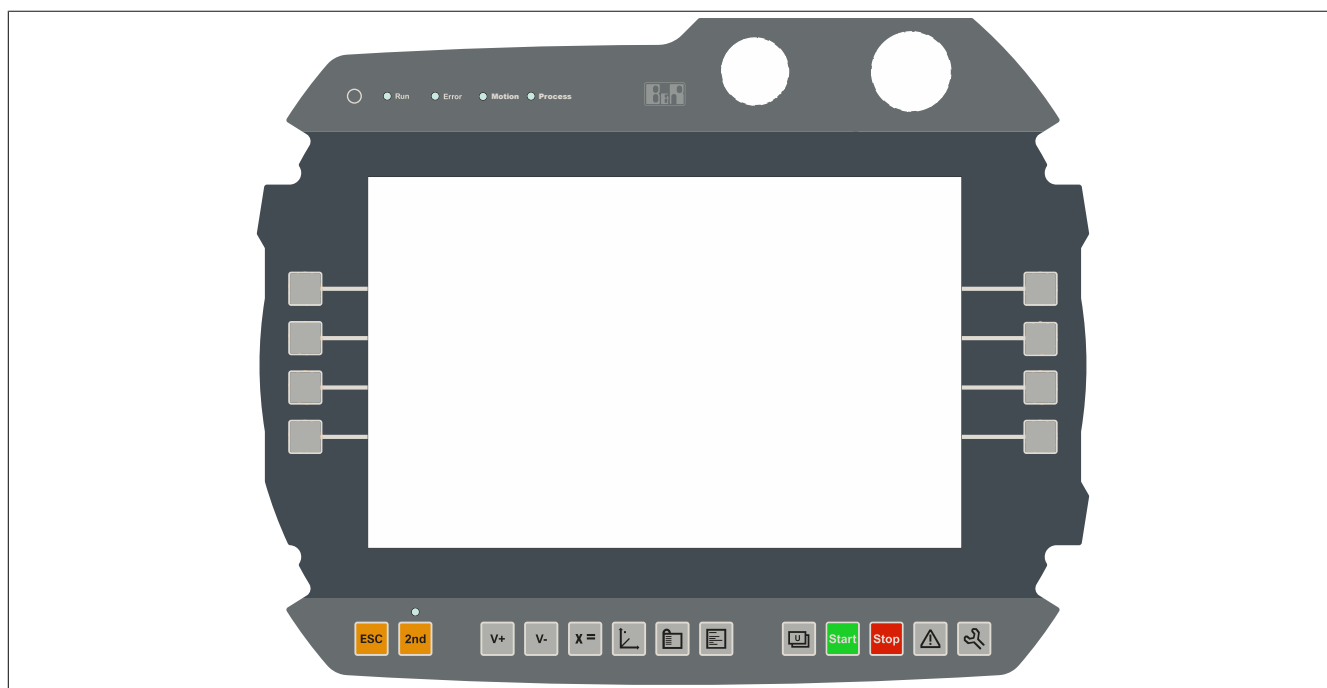 Run Error Motion Process B&R
ESC 2nd V+ V- X = U Start Stop